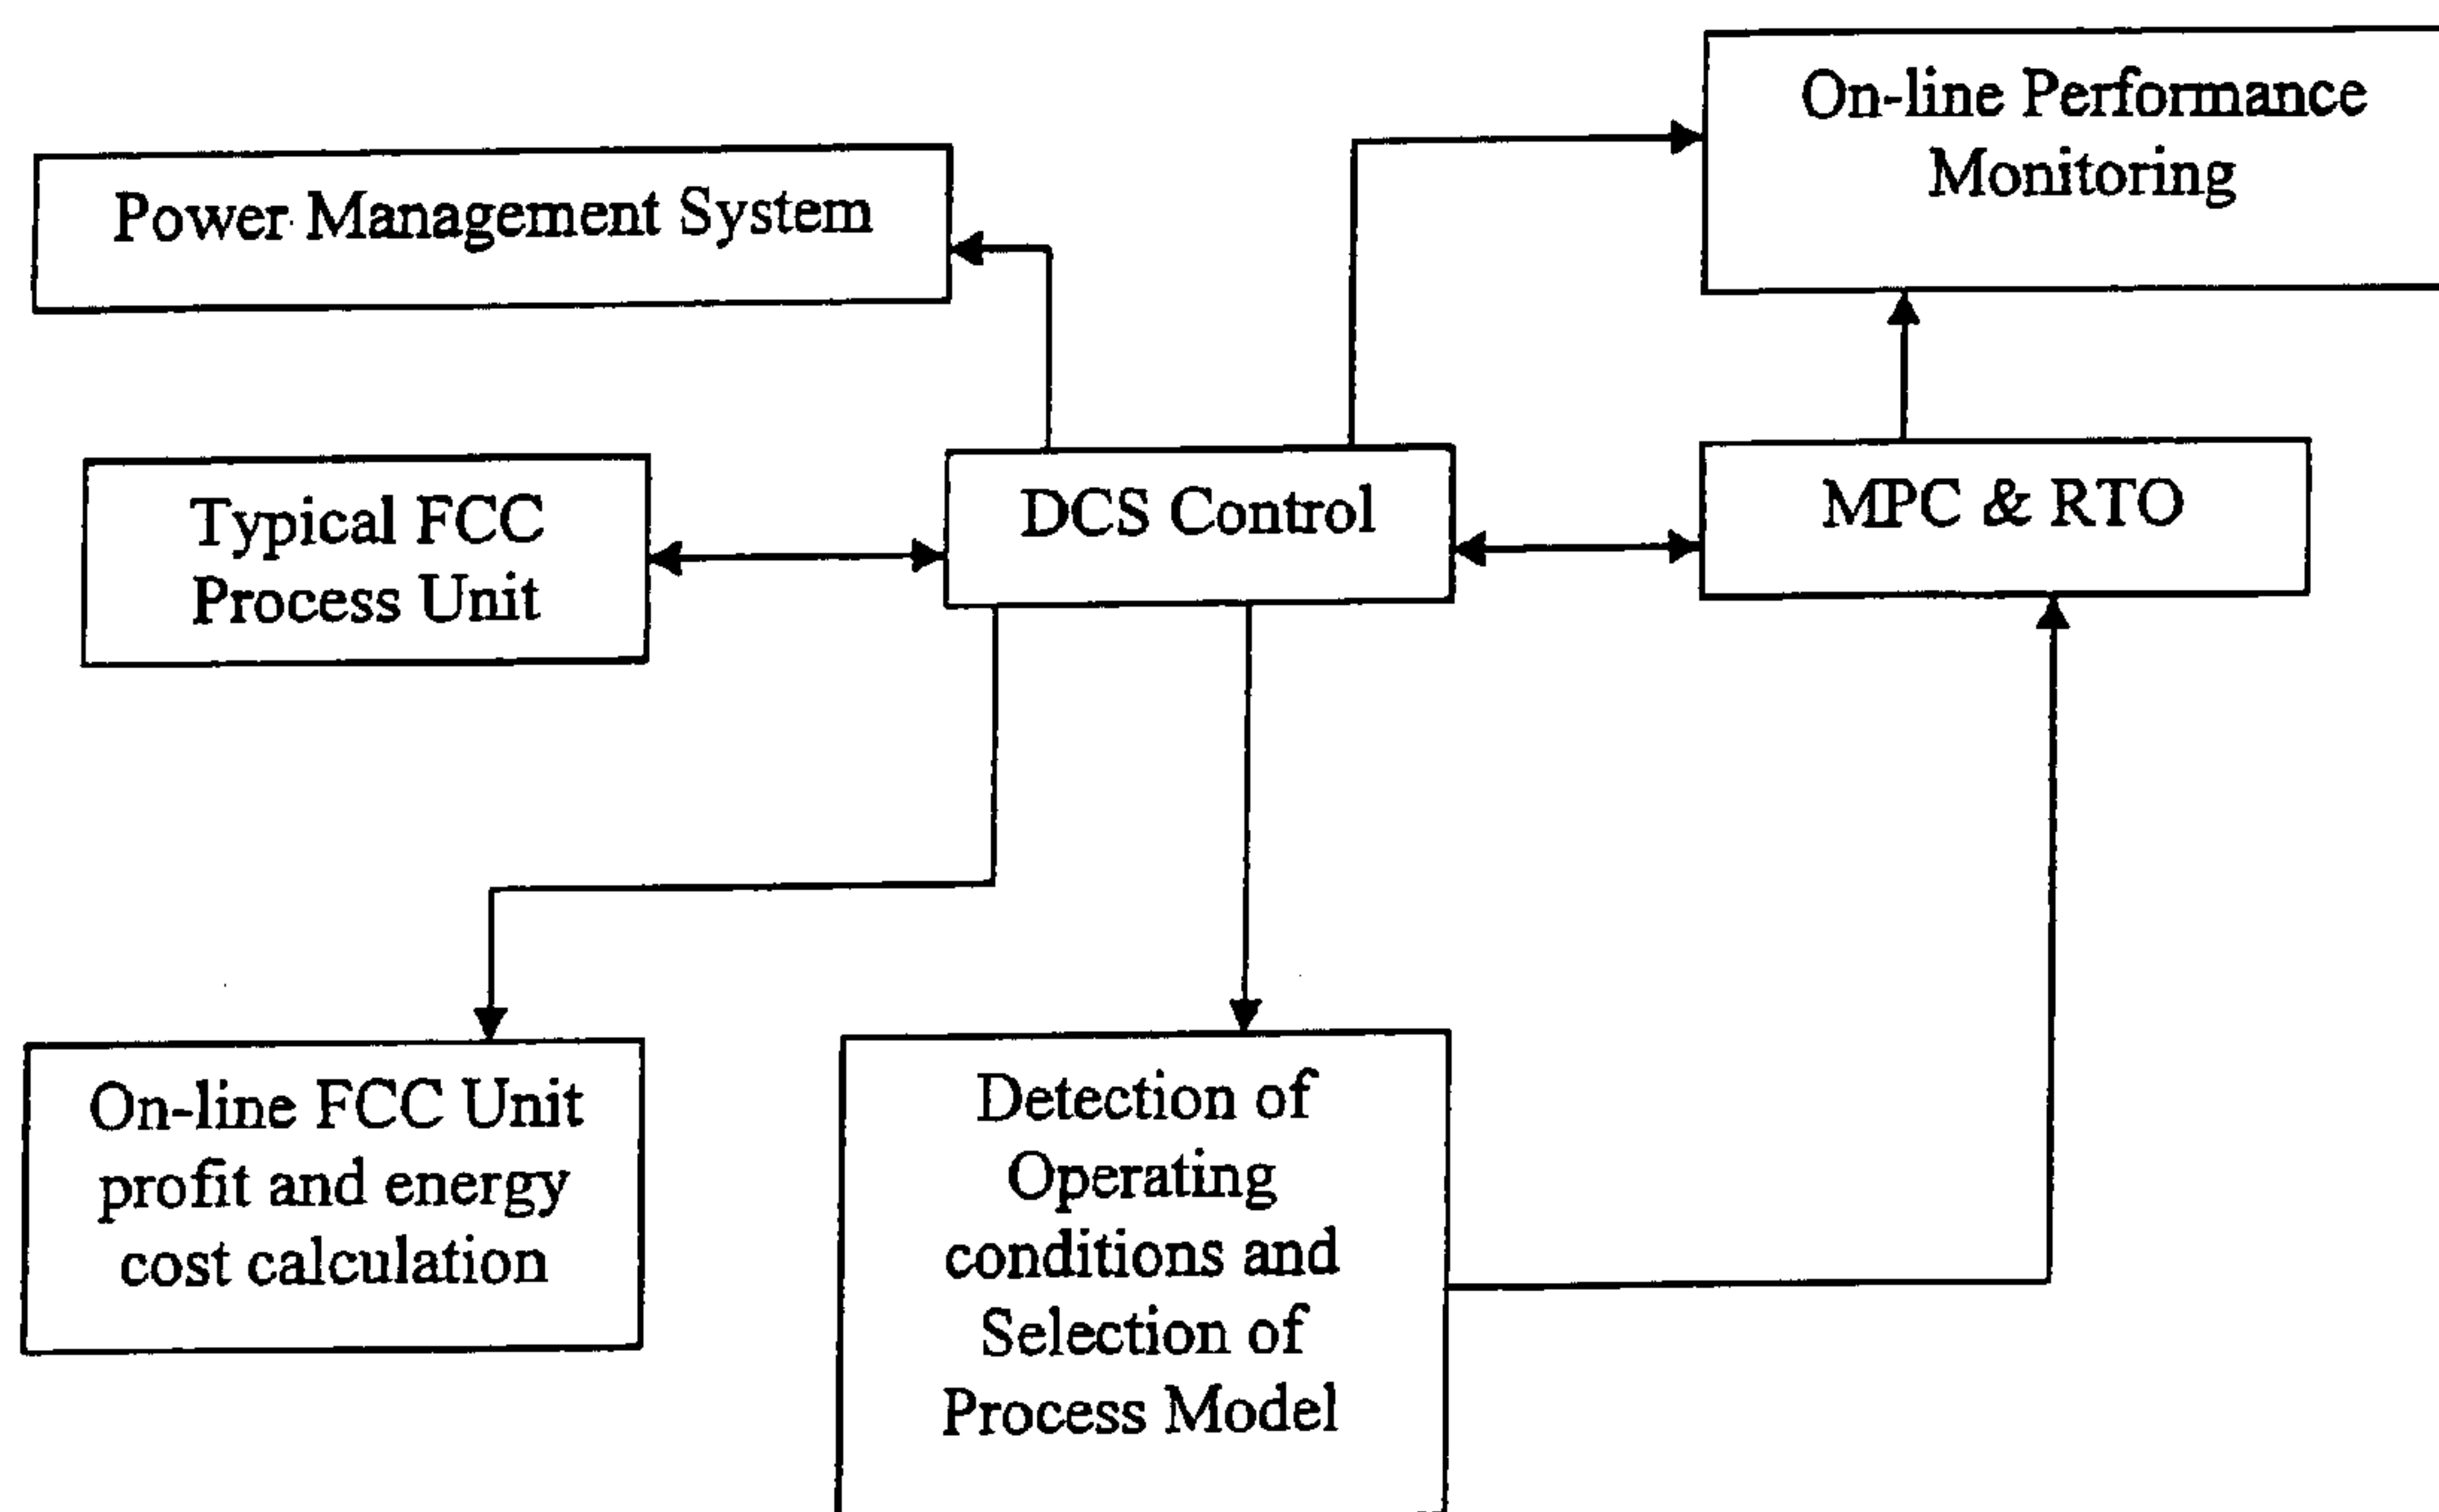 On-line Performance
Monitoring
Power Management System
Typical FCC
Process Unit
DCS Control
MPC & RTO
On-line FCC Unit
profit and energy
cost calculation
Detection of
Operating
conditions and
Selection of
Process Model